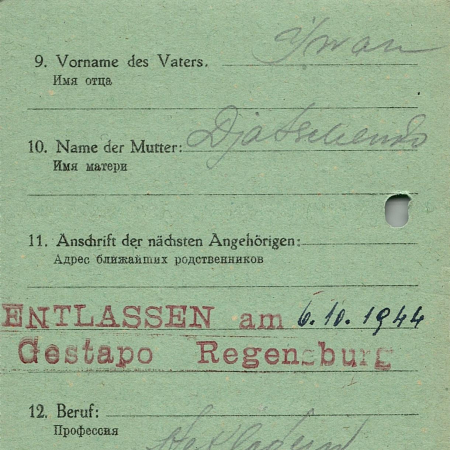 9. Vorname des Vaters. Iwan
Имя отца
10. Name der Mutter: Djatschenko
Имя матери
11. Anschrift der nächsten Angehörigen:
Адрес ближайших родственников
ENTLASSEN am 6.10.1944
Gestapo Regensburg
12. Beruf:
Профессия